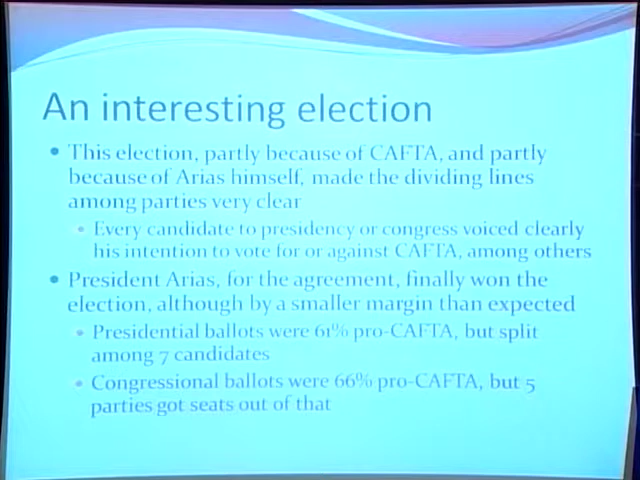 An interesting election
• This election, partly because of CAFTA, and partly
because of Arias himself, made the dividing lines
among parties very clear
• Every candidate to presidency or congress voiced clearly
his intention to vote for or against CAFTA, among others
• President Arias, for the agreement, finally won the
election, although by a smaller margin than expected
• Presidential ballots were 61% pro-CAFTA, but split
among 7 candidates
• Congressional ballots were 66% pro-CAFTA, but 5
parties got seats out of that